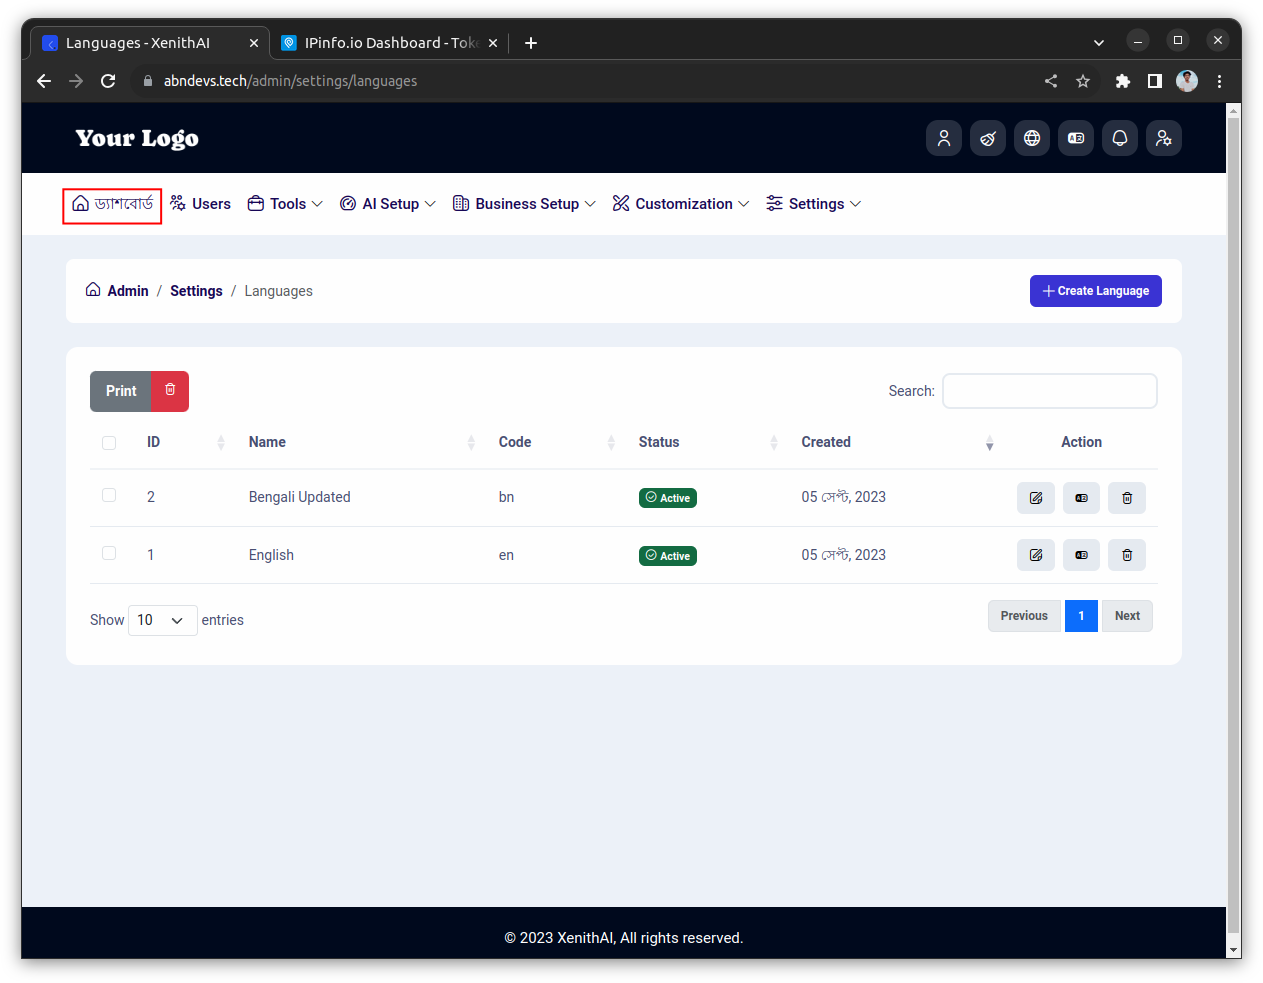 Languages - XenithAI
IPinfo.io Dashboard - Toke
abndevs.tech/admin/settings/languages
Your Logo
ড্যাশবোর্ড Users Tools AI Setup Business Setup Customization Settings
Admin / Settings / Languages
Create Language
Print
Search:
ID Name Code Status Created Action
2 Bengali Updated bn Active 05 সেপ্ট, 2023
1 English en Active 05 সেপ্ট, 2023
Show 10 entries
Previous 1 Next
© 2023 XenithAI, All rights reserved.